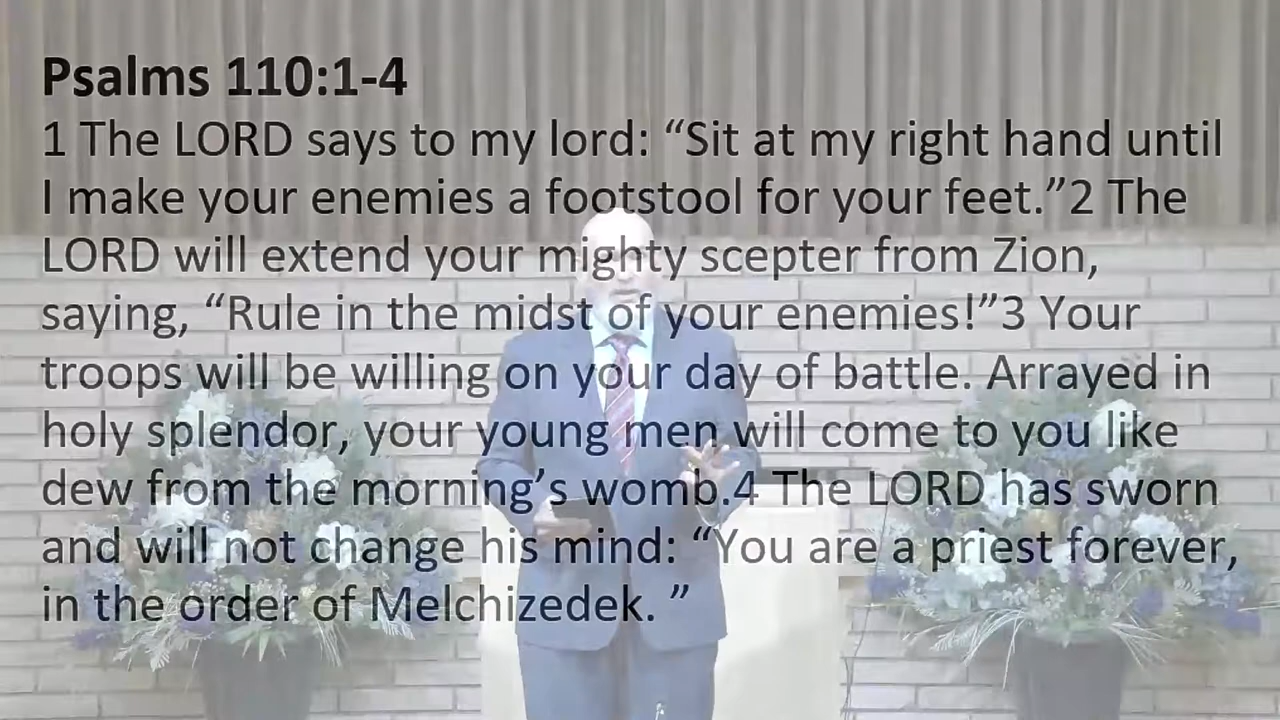 Psalms 110:1-4
1 The LORD says to my lord: “Sit at my right hand until
I make your enemies a footstool for your feet.”2 The
LORD will extend your mighty scepter from Zion,
saying, “Rule in the midst of your enemies!”3 Your
troops will be willing on your day of battle. Arrayed in
holy splendor, your young men will come to you like
dew from the morning’s womb.4 The LORD has sworn
and will not change his mind: “You are a priest forever,
in the order of Melchizedek. ”